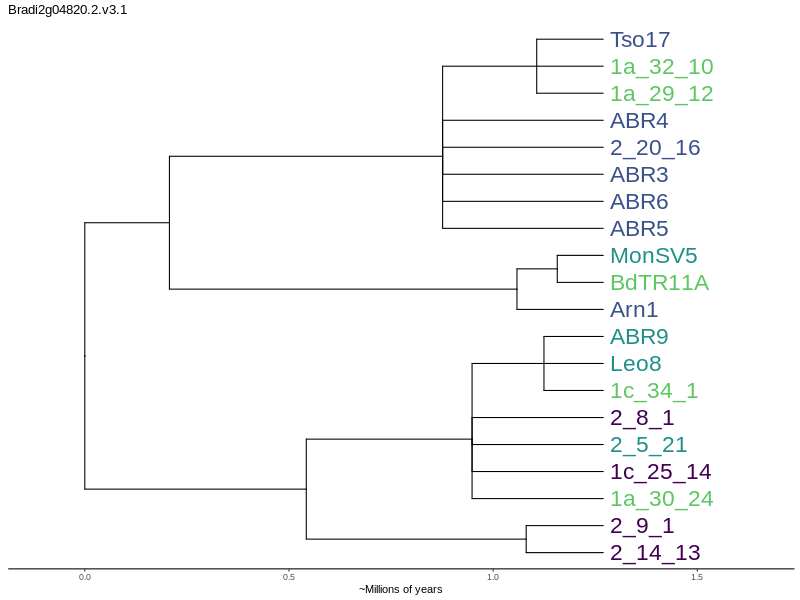 Bradi2g04820.2.v3.1
Tso17
1a_32_10
1a_29_12
ABR4
2_20_16
ABR3
ABR6
ABR5
MonSV5
BdTR11A
Arn1
ABR9
Leo8
1c_34_1
2_8_1
2_5_21
1c_25_14
1a_30_24
2_9_1
2_14_13
0.0 0.5 1.0 1.5
~Millions of years